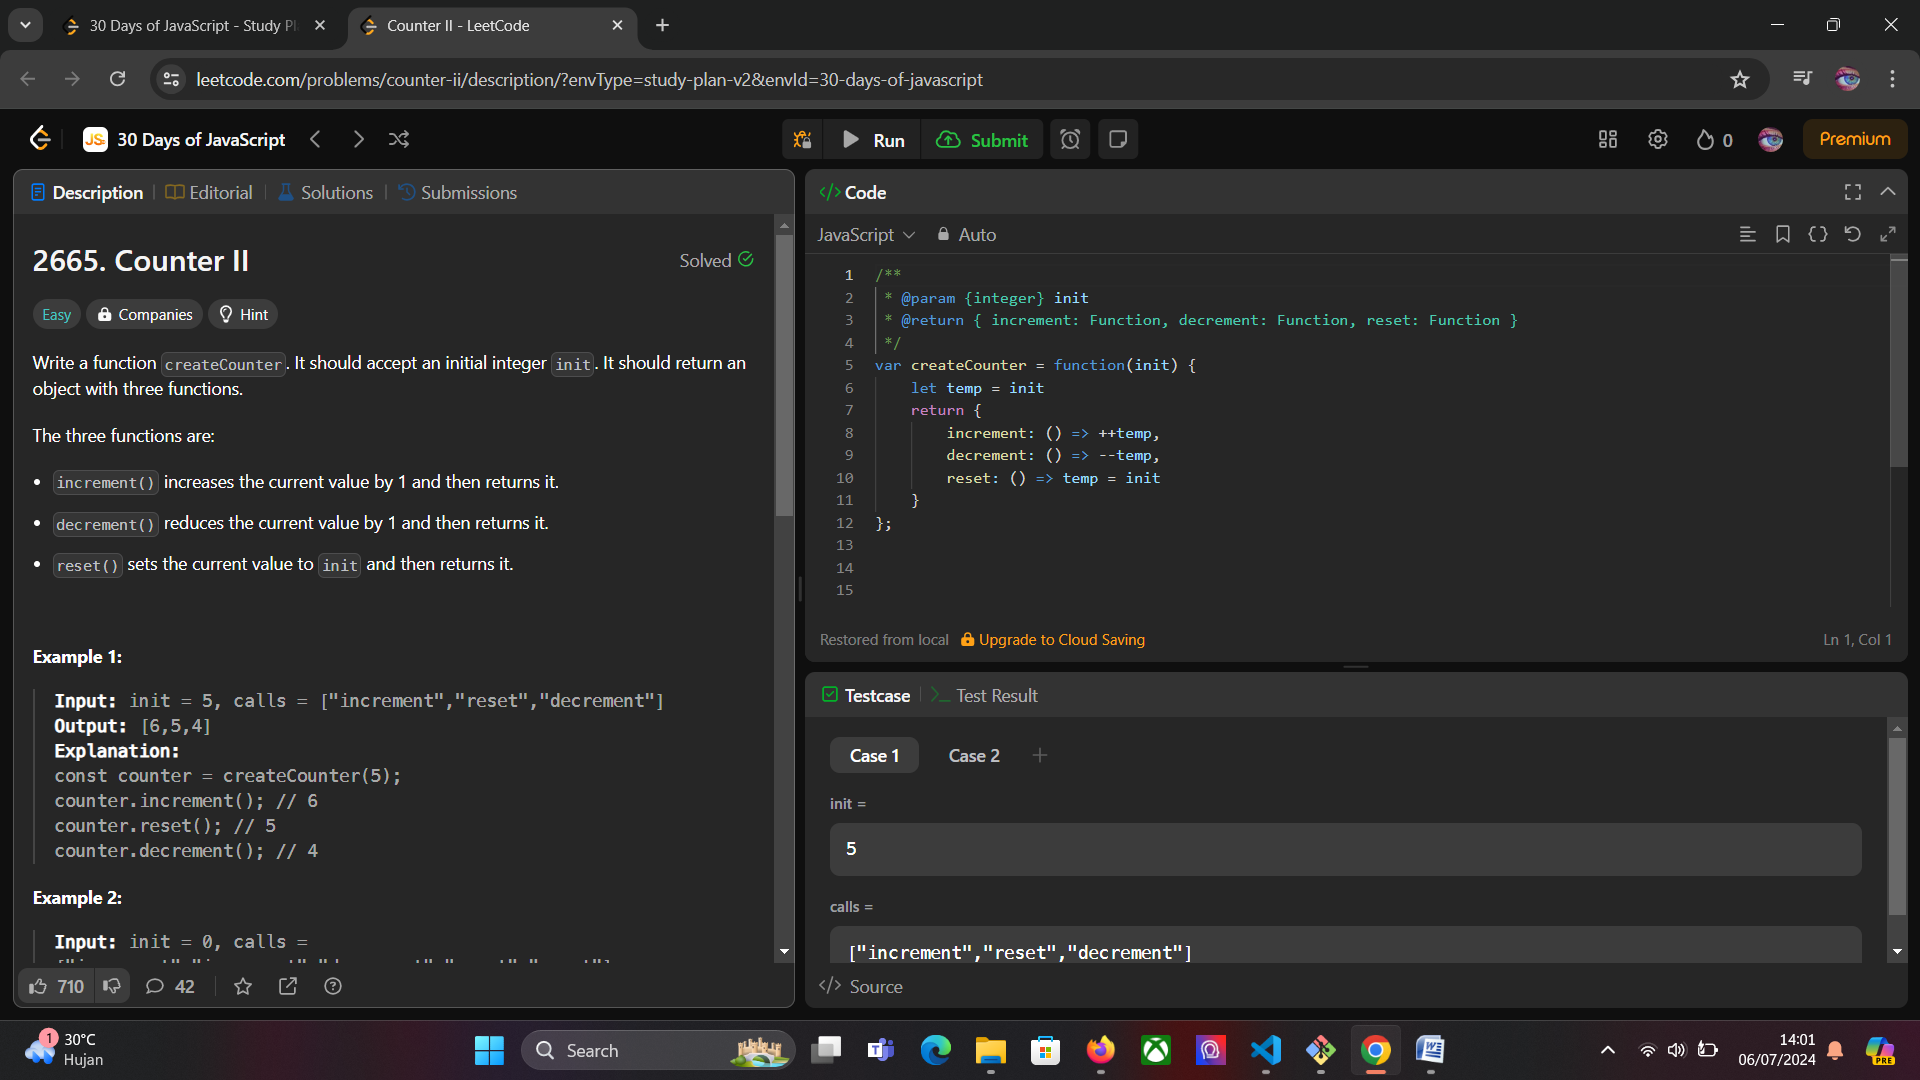 30 Days of JavaScript - Study Pl
Counter II - LeetCode
leetcode.com/problems/counter-ii/description/?envType=study-plan-v2&envId=30-days-of-javascript
JS 30 Days of JavaScript
Run
Submit
0
Premium
Description
Editorial
Solutions
Submissions
2665. Counter II
Solved
Easy
Companies
Hint
Write a function createCounter. It should accept an initial integer init. It should return an
object with three functions.
The three functions are:
• increment() increases the current value by 1 and then returns it.
• decrement() reduces the current value by 1 and then returns it.
• reset() sets the current value to init and then returns it.
Example 1:
Input: init = 5, calls = ["increment","reset","decrement"]
Output: [6,5,4]
Explanation:
const counter = createCounter(5);
counter.increment(); // 6
counter.reset(); // 5
counter.decrement(); // 4
Example 2:
Input: init = 0, calls =
710
42
</> Code
JavaScript
Auto
1 /**
2 * @param {integer} init
3 * @return { increment: Function, decrement: Function, reset: Function }
4 */
5 var createCounter = function(init) {
6 let temp = init
7 return {
8 increment: () => ++temp,
9 decrement: () => --temp,
10 reset: () => temp = init
11 }
12 };
13
14
15
Restored from local
Upgrade to Cloud Saving
Ln 1, Col 1
Testcase
>_ Test Result
Case 1
Case 2
+
init =
5
calls =
["increment","reset","decrement"]
</> Source
1
30°C
Hujan
Search
14:01
06/07/2024
PRE